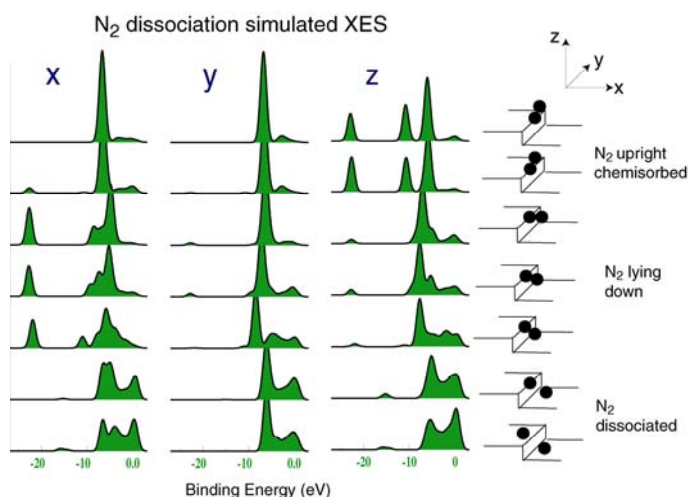 N2 dissociation simulated XES
x
y
z
z
y
x
N2 upright
chemisorbed
N2 lying
down
N2
dissociated
-20 -10 0.0
-20 -10 0.0
-20 -10 0
Binding Energy (eV)